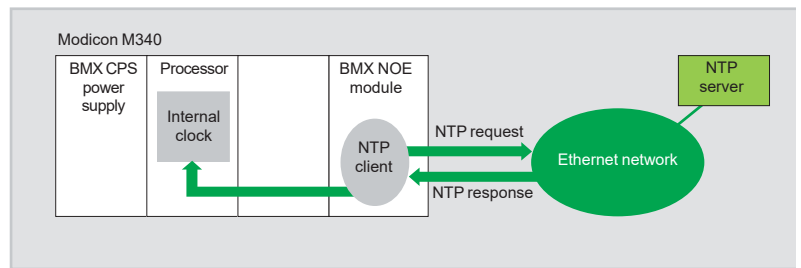 Modicon M340
BMX CPS
power
supply
Processor
BMX NOE
module
NTP
server
Internal
clock
NTP
client
NTP request
Ethernet network
NTP response